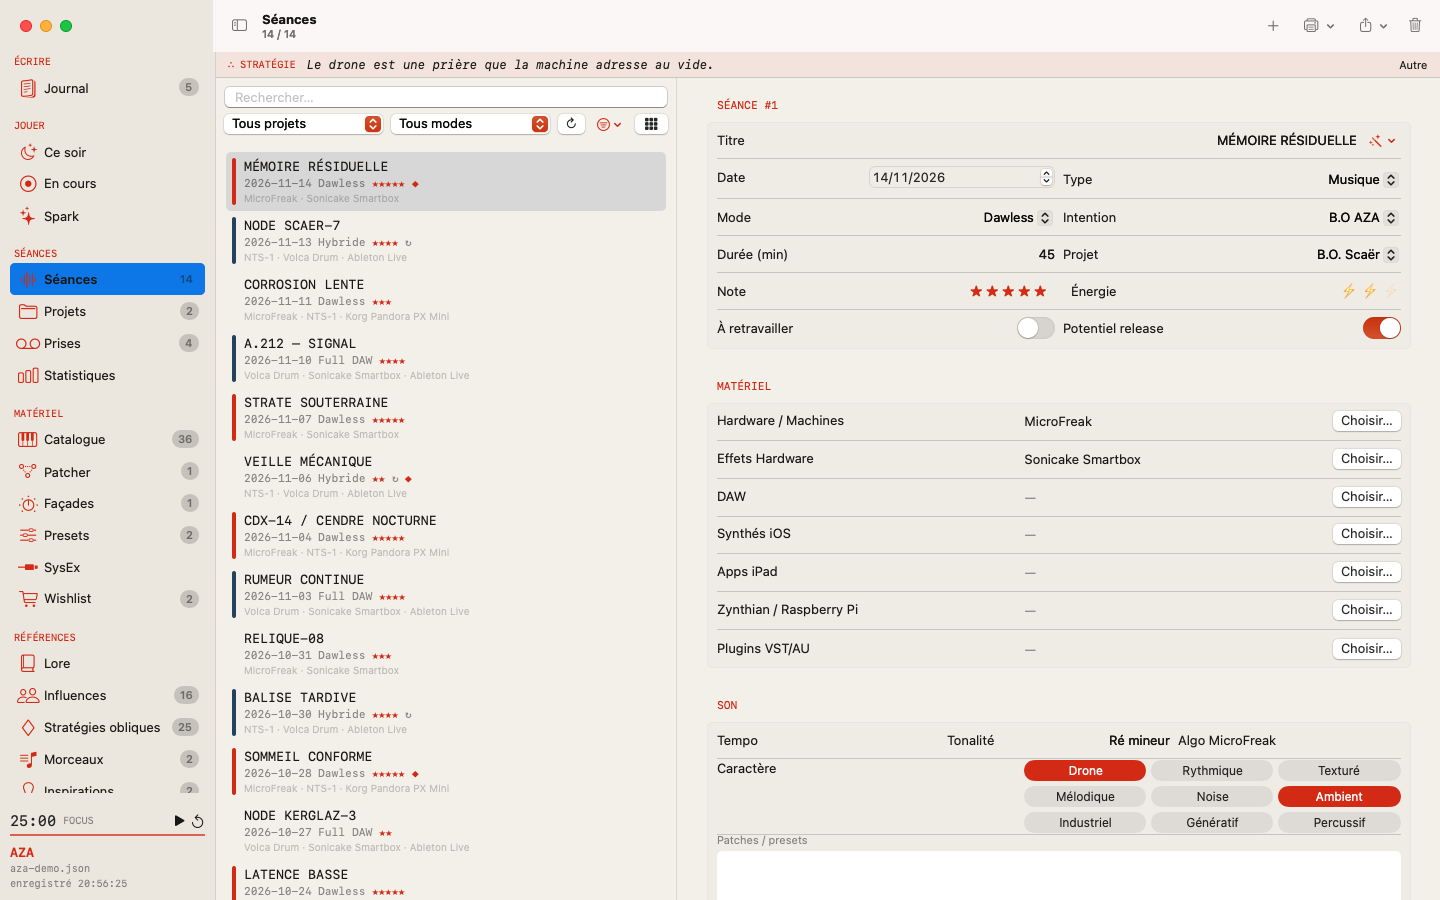 Séances
14 / 14
∴ STRATÉGIE Le drone est une prière que la machine adresse au vide. Autre
ÉCRIRE
Journal 5
JOUER
Ce soir
En cours
Spark
SÉANCES
Séances 14
Projets 2
Prises 4
Statistiques
MATÉRIEL
Catalogue 36
Patcher 1
Façades 1
Presets 2
SysEx
Wishlist 2
RÉFÉRENCES
Lore
Influences 16
Stratégies obliques 25
Morceaux 2
Inspirations 2
25:00 FOCUS
AZA
aza-demo.json
enregistré 20:56:25
Rechercher...
Tous projets Tous modes
MÉMOIRE RÉSIDUELLE
2026-11-14 Dawless ★★★★★ ◆
MicroFreak · Sonicake Smartbox
NODE SCAER-7
2026-11-13 Hybride ★★★★ ↻
NTS-1 · Volca Drum · Ableton Live
CORROSION LENTE
2026-11-11 Dawless ★★★
MicroFreak · NTS-1 · Korg Pandora PX Mini
A.212 — SIGNAL
2026-11-10 Full DAW ★★★★
Volca Drum · Sonicake Smartbox · Ableton Live
STRATE SOUTERRAINE
2026-11-07 Dawless ★★★★★
MicroFreak · Sonicake Smartbox
VEILLE MÉCANIQUE
2026-11-06 Hybride ★★ ↻ ◆
NTS-1 · Volca Drum · Ableton Live
CDX-14 / CENDRE NOCTURNE
2026-11-04 Dawless ★★★★★
MicroFreak · NTS-1 · Korg Pandora PX Mini
RUMEUR CONTINUE
2026-11-03 Full DAW ★★★★
Volca Drum · Sonicake Smartbox · Ableton Live
RELIQUE-08
2026-10-31 Dawless ★★★
MicroFreak · Sonicake Smartbox
BALISE TARDIVE
2026-10-30 Hybride ★★★★ ↻
NTS-1 · Volca Drum · Ableton Live
SOMMEIL CONFORME
2026-10-28 Dawless ★★★★★ ◆
MicroFreak · NTS-1 · Korg Pandora PX Mini
NODE KERGLAZ-3
2026-10-27 Full DAW ★★
Volca Drum · Sonicake Smartbox · Ableton Live
LATENCE BASSE
2026-10-24 Dawless ★★★★★
SÉANCE #1
Titre MÉMOIRE RÉSIDUELLE
Date 14/11/2026 Type Musique
Mode Dawless Intention B.O AZA
Durée (min) 45 Projet B.O. Scaër
Note ★★★★★ Énergie
À retravailler Potentiel release
MATÉRIEL
Hardware / Machines MicroFreak Choisir...
Effets Hardware Sonicake Smartbox Choisir...
DAW — Choisir...
Synthés iOS — Choisir...
Apps iPad — Choisir...
Zynthian / Raspberry Pi — Choisir...
Plugins VST/AU — Choisir...
SON
Tempo Tonalité Ré mineur Algo MicroFreak
Caractère Drone Rythmique Texturé
Mélodique Noise Ambient
Industriel Génératif Percussif
Patches / presets